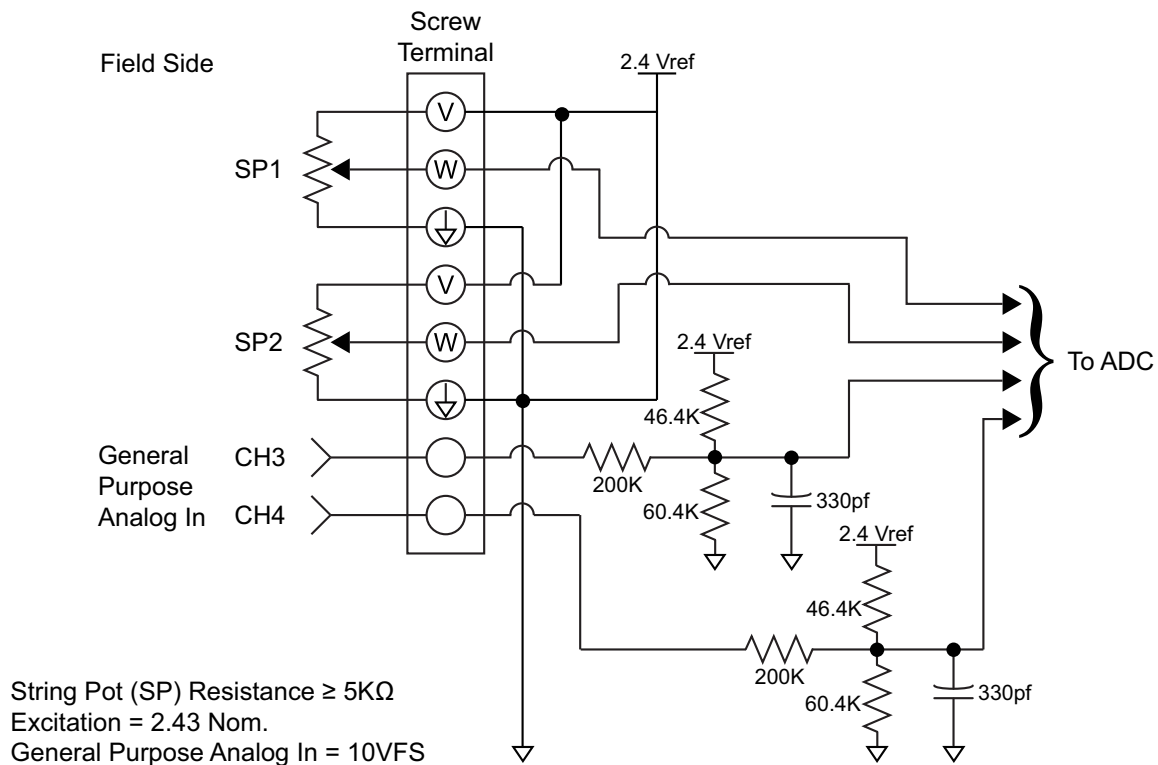 Screw
Terminal
Field Side
2.4 Vref
V
SP1
W
V
SP2
W
2.4 Vref
To ADC
46.4K
General
Purpose
Analog In
CH3
CH4
200K
60.4K
330pf
2.4 Vref
46.4K
200K
60.4K
330pf
String Pot (SP) Resistance ≥ 5KΩ
Excitation = 2.43 Nom.
General Purpose Analog In = 10VFS